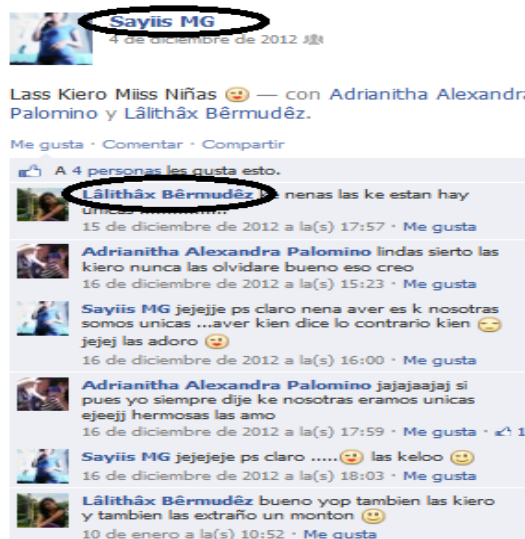 Sayiis MG
4 de diciembre de 2012
Lass Kiero Miiss Niñas — con Adrianitha Alexandra
Palomino y Lâlithâx Bêrmudêz.
Me gusta · Comentar · Compartir
A 4 personas les gusta esto.
Lâlithâx Bêrmudêz nenas las ke estan hay
unicas
15 de diciembre de 2012 a la(s) 17:57 · Me gusta
Adrianitha Alexandra Palomino lindas sierto las
kiero nunca las olvidare bueno eso creo
16 de diciembre de 2012 a la(s) 15:23 · Me gusta
Sayiis MG jejejje ps claro nena aver es k nosotras
somos unicas ...aver kien dice lo contrario kien
jejej las adoro
16 de diciembre de 2012 a la(s) 16:00 · Me gusta
Adrianitha Alexandra Palomino jajajaajaj si
pues yo siempre dije ke nosotras eramos unicas
ejeejj hermosas las amo
16 de diciembre de 2012 a la(s) 17:59 · Me gusta · 1
Sayiis MG jejejeje ps claro ..... las keloo
16 de diciembre de 2012 a la(s) 18:03 · Me gusta
Lâlithâx Bêrmudêz bueno yop tambien las kiero
y tambien las extraño un monton
10 de enero a la(s) 10:52 · Me gusta